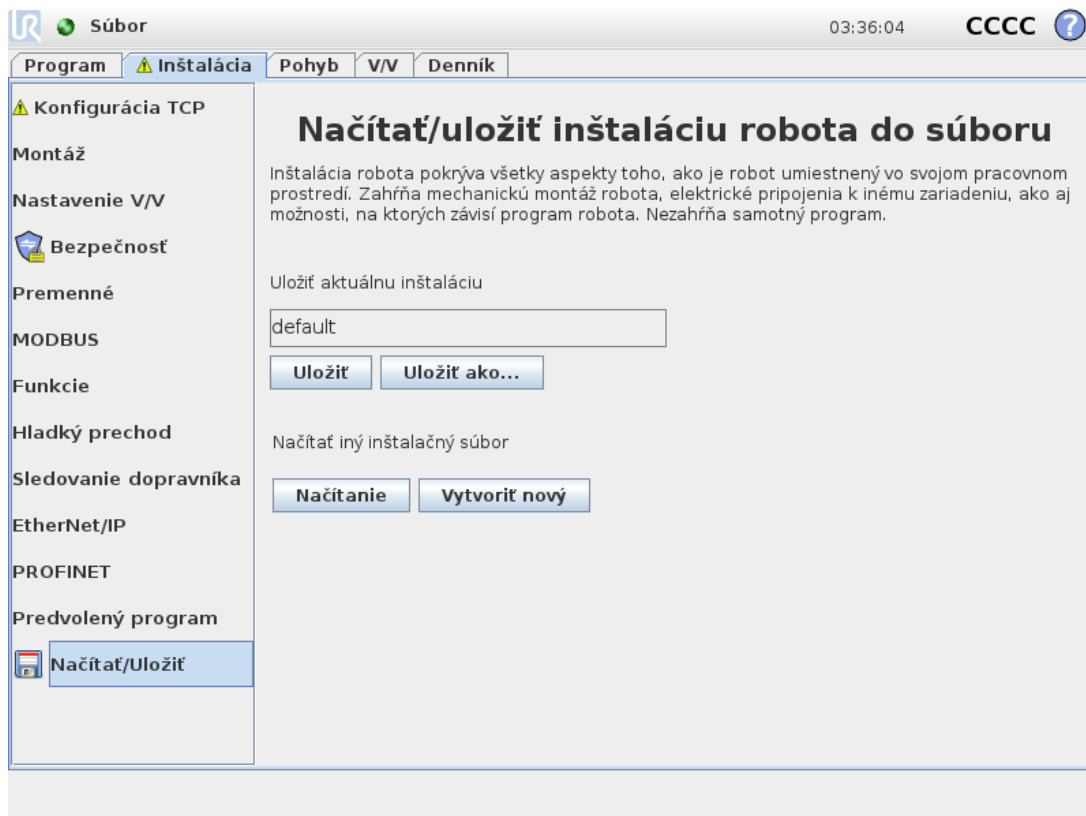 UR
Súbor
03:36:04
CCCC
?
Program
Inštalácia
Pohyb
V/V
Denník
Konfigurácia TCP
Montáž
Nastavenie V/V
Bezpečnosť
Premenné
MODBUS
Funkcie
Hladký prechod
Sledovanie dopravníka
EtherNet/IP
PROFINET
Predvolený program
Načítať/Uložiť
Načítať/uložiť inštaláciu robota do súboru
Inštalácia robota pokrýva všetky aspekty toho, ako je robot umiestnený vo svojom pracovnom
prostredí. Zahŕňa mechanickú montáž robota, elektrické pripojenia k inému zariadeniu, ako aj
možnosti, na ktorých závisí program robota. Nezahŕňa samotný program.
Uložiť aktuálnu inštaláciu
default
Uložiť
Uložiť ako...
Načítať iný inštalačný súbor
Načítanie
Vytvoriť nový